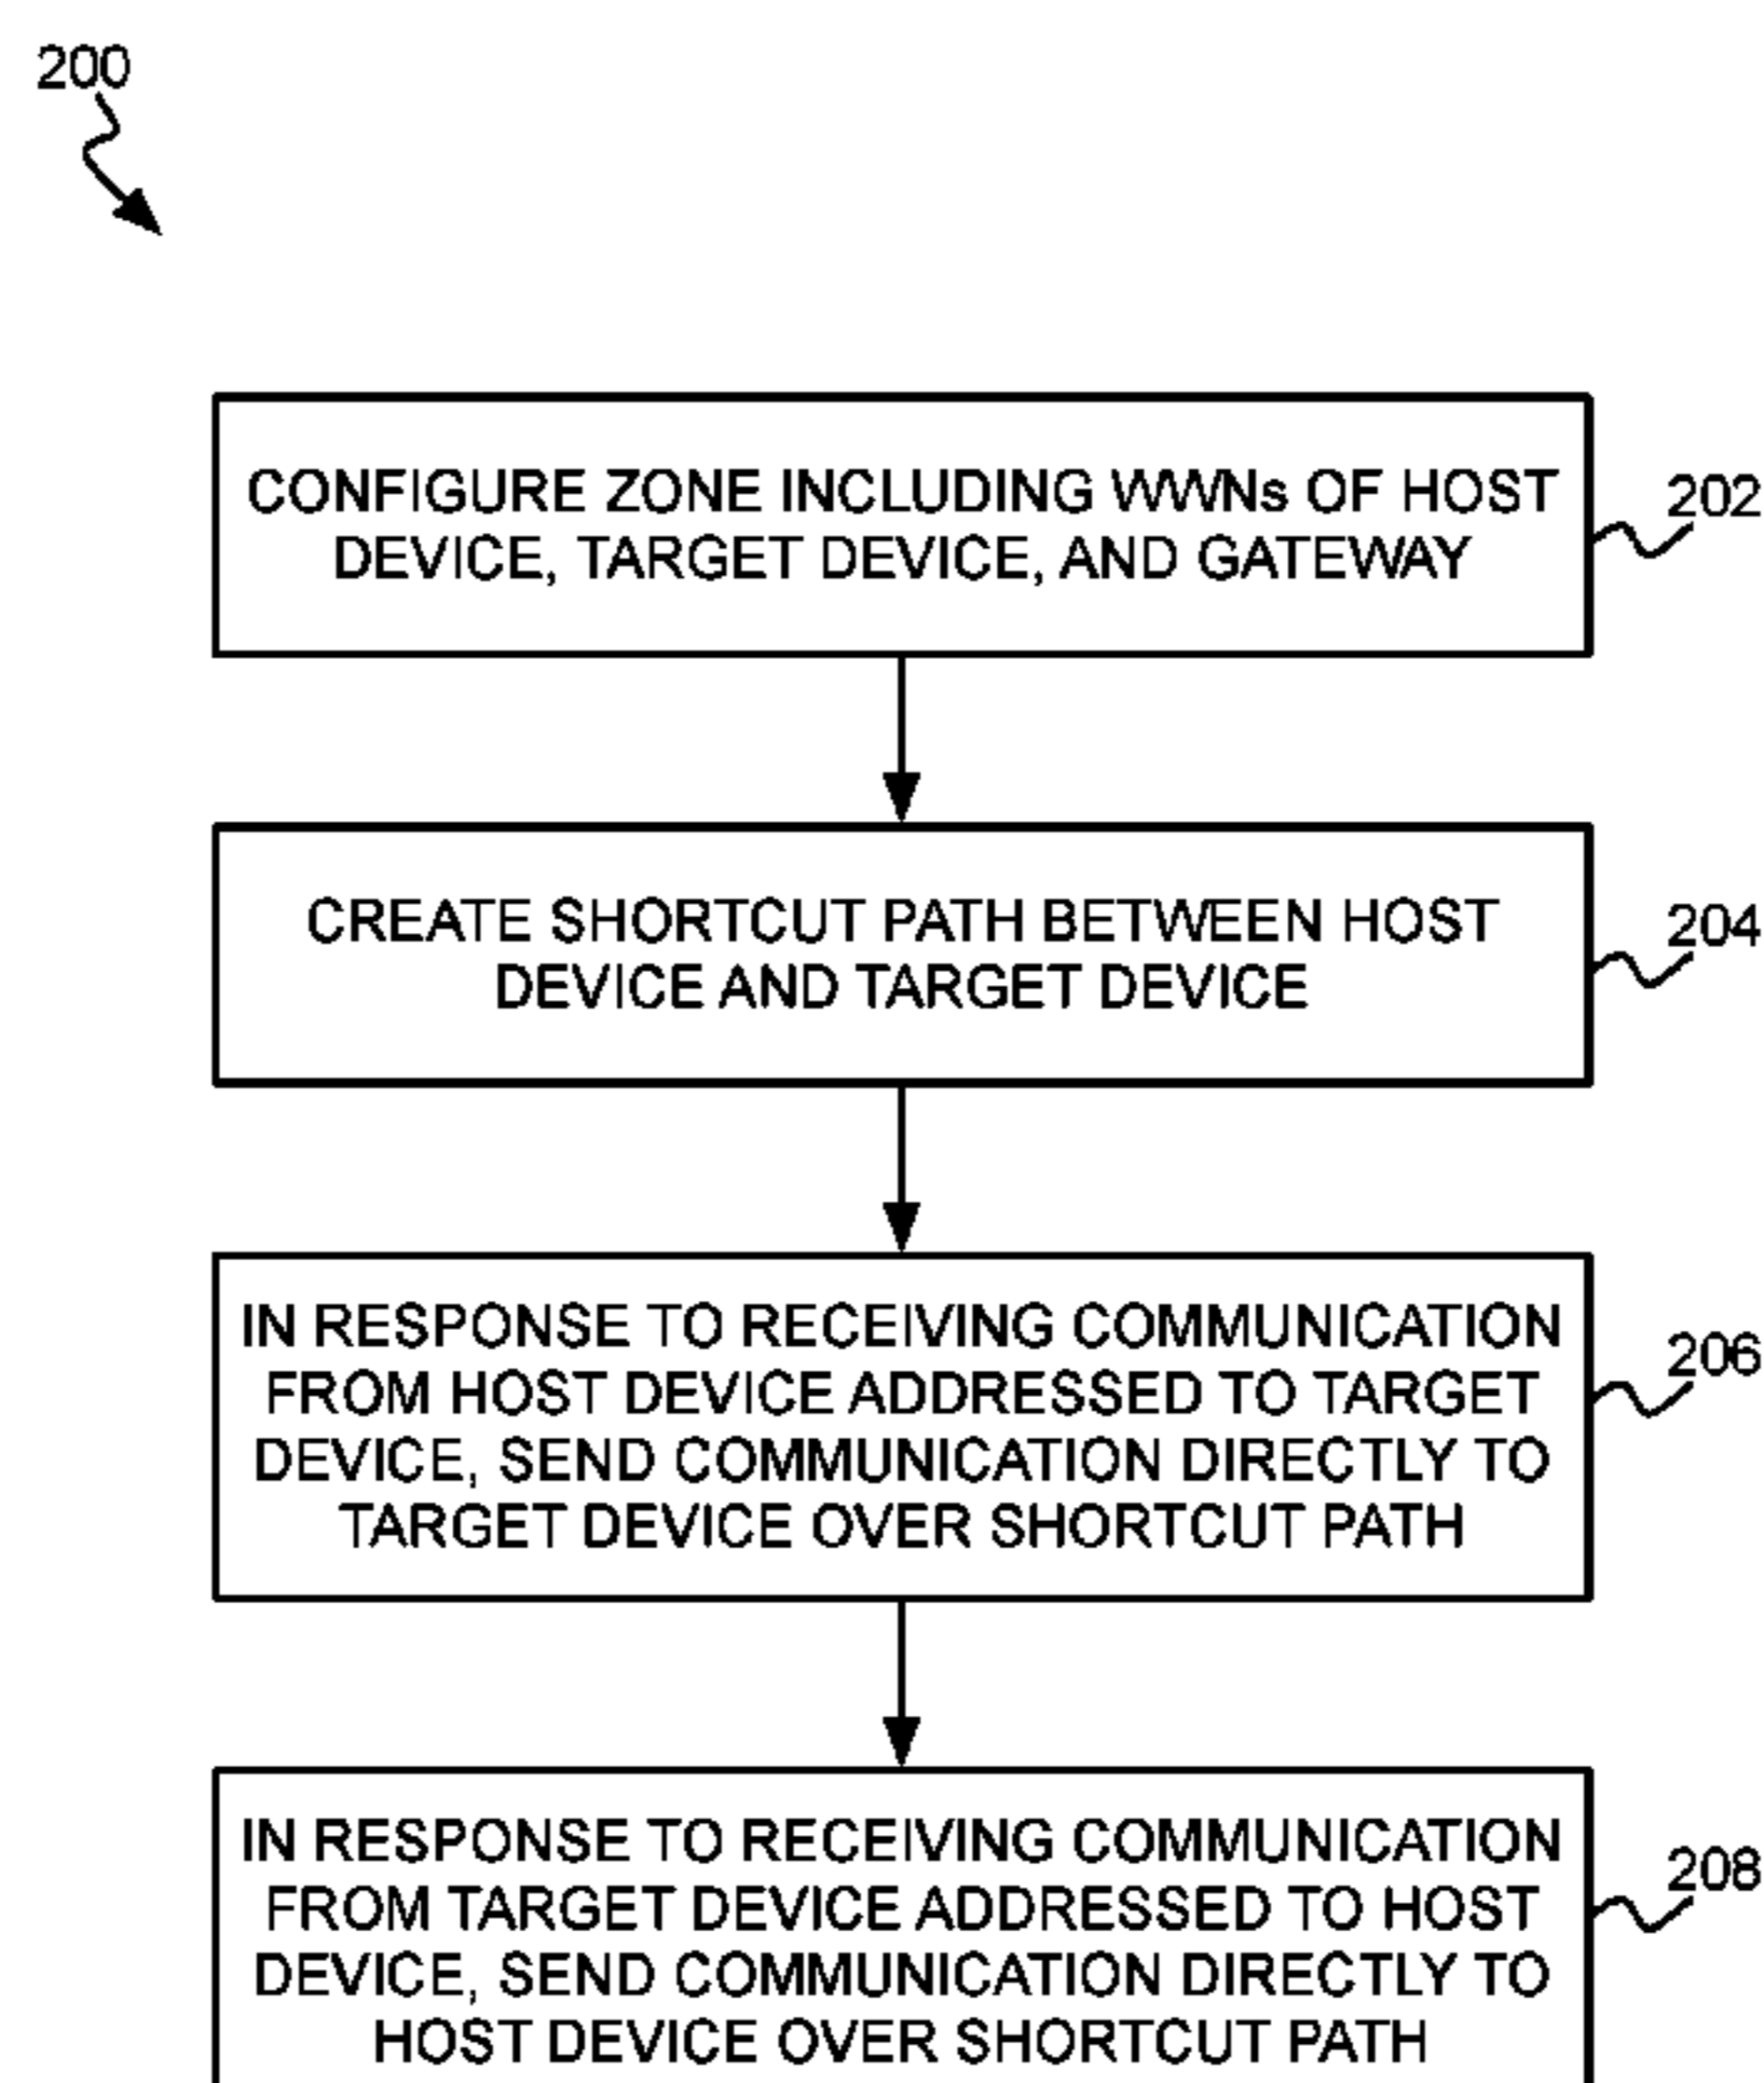 200
CONFIGURE ZONE INCLUDING WWNs OF HOST
DEVICE, TARGET DEVICE, AND GATEWAY
202
CREATE SHORTCUT PATH BETWEEN HOST
DEVICE AND TARGET DEVICE
204
IN RESPONSE TO RECEIVING COMMUNICATION
FROM HOST DEVICE ADDRESSED TO TARGET
DEVICE, SEND COMMUNICATION DIRECTLY TO
TARGET DEVICE OVER SHORTCUT PATH
206
IN RESPONSE TO RECEIVING COMMUNICATION
FROM TARGET DEVICE ADDRESSED TO HOST
DEVICE, SEND COMMUNICATION DIRECTLY TO
HOST DEVICE OVER SHORTCUT PATH
208